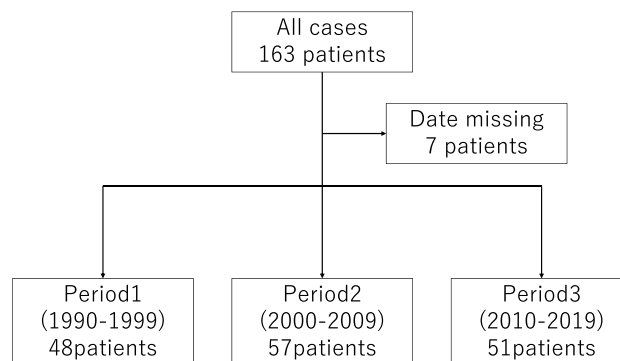 All cases
163 patients
Date missing
7 patients
Period1
(1990-1999)
48patients
Period2
(2000-2009)
57patients
Period3
(2010-2019)
51patients